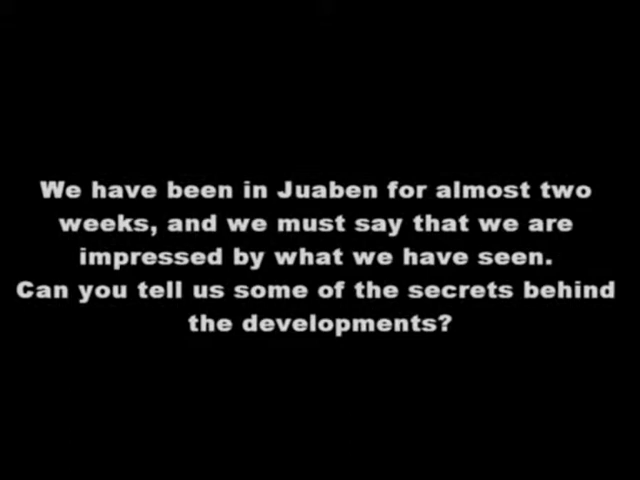 We have been in Juaben for almost two
weeks, and we must say that we are
impressed by what we have seen.
Can you tell us some of the secrets behind
the developments?